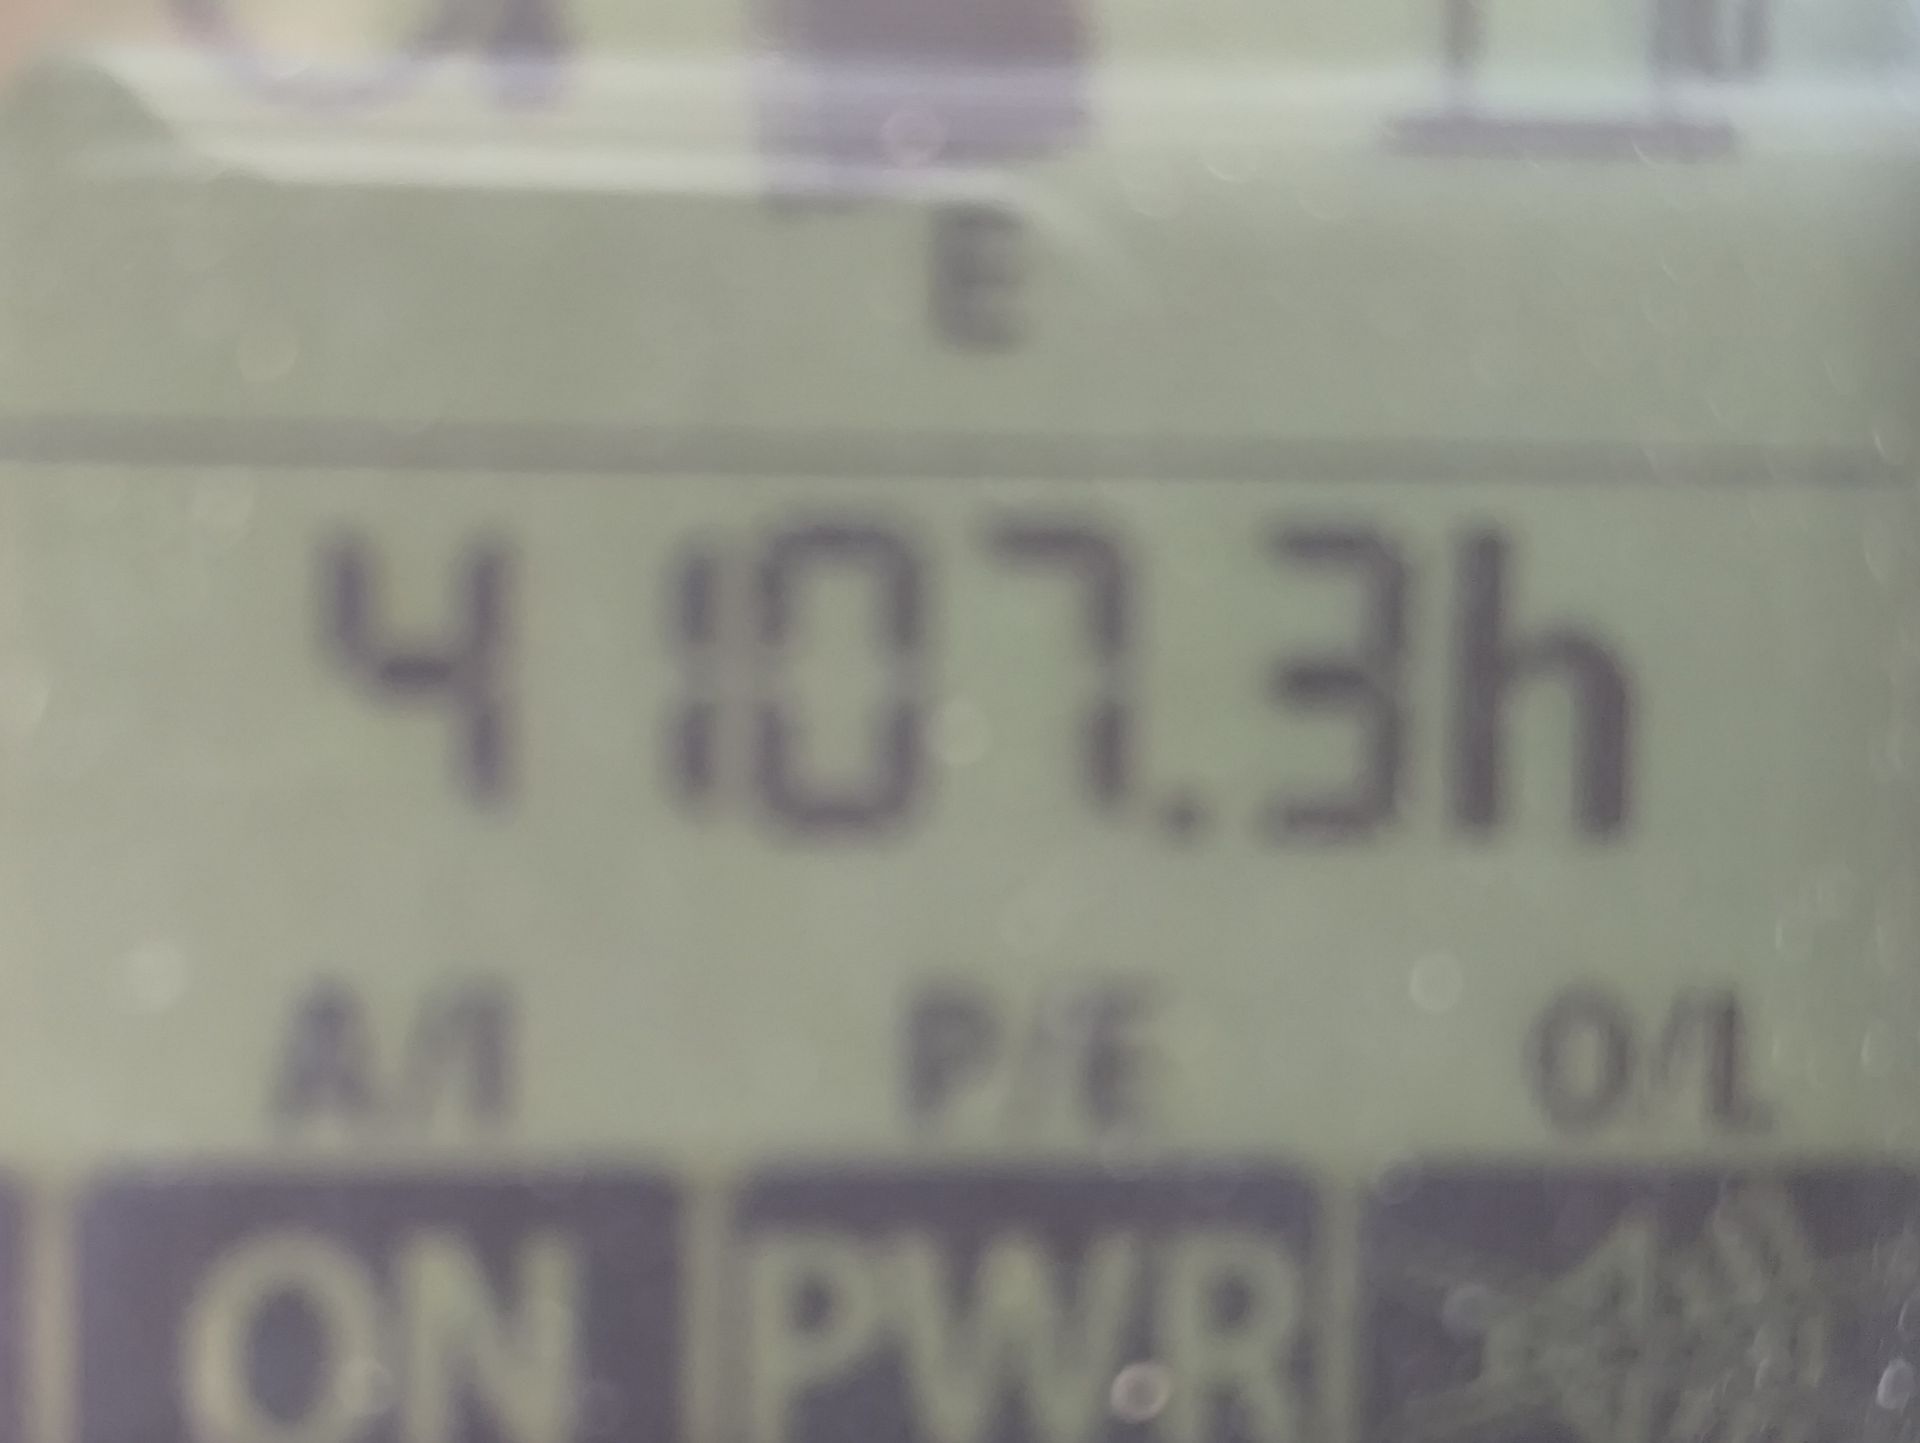 E
4107.3h
A/I P/E O/L
ON PWR